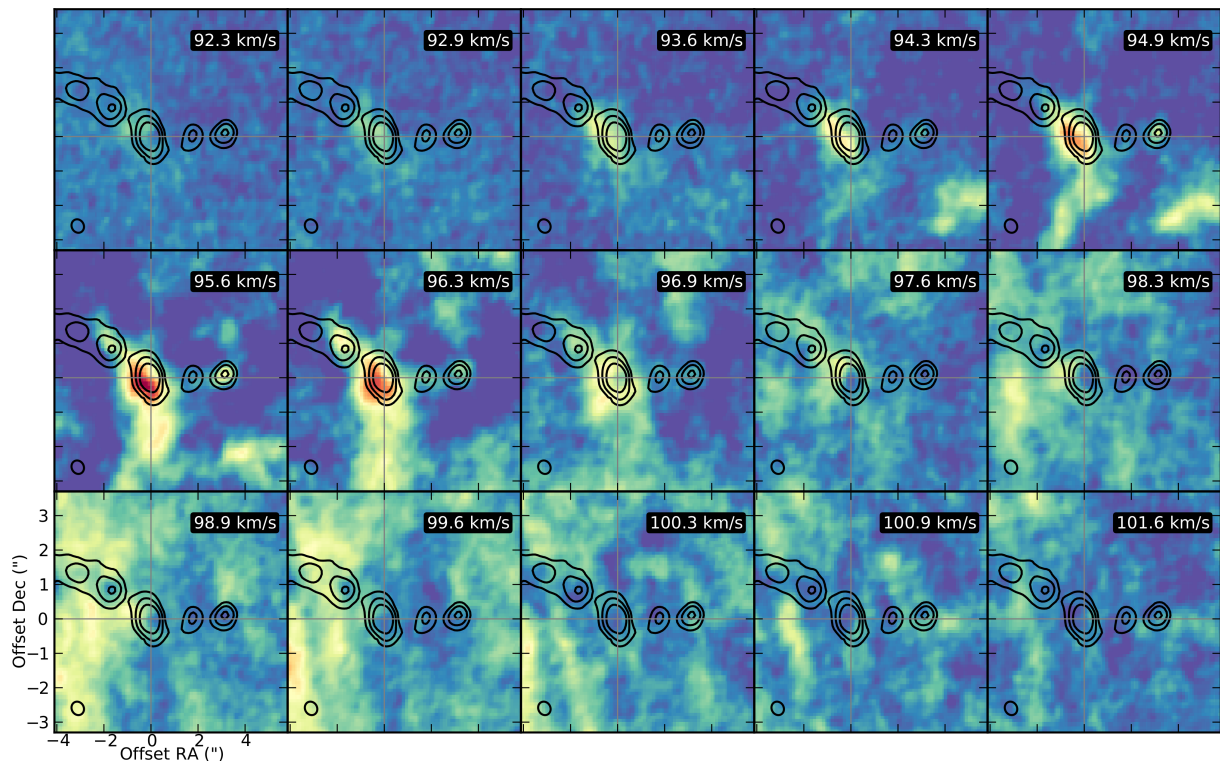 92.3 km/s
92.9 km/s
93.6 km/s
94.3 km/s
94.9 km/s
95.6 km/s
96.3 km/s
96.9 km/s
97.6 km/s
98.3 km/s
98.9 km/s
99.6 km/s
100.3 km/s
100.9 km/s
101.6 km/s
3
2
1
0
−1
−2
−3
Offset Dec (")
−4 −2 0 2 4
Offset RA (")